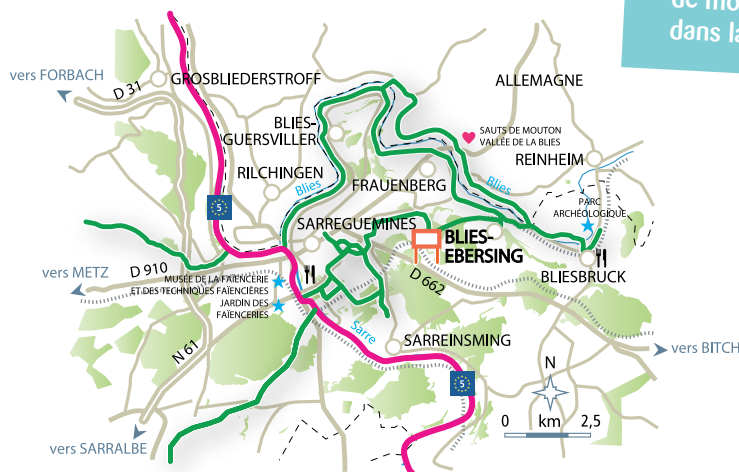 de mo
dans la
vers FORBACH
D 31
GROSBLIEDERSTROFF
ALLEMAGNE
BLIES-
GUERSVILLER
SAUTS DE MOUTON
VALLÉE DE LA BLIES
REINHEIM
RILCHINGEN
Blies
FRAUENBERG
Blies
PARC
ARCHÉOLOGIQUE
5
SARREGUEMINES
BLIES-
EBERSING
BLIESBRUCK
vers METZ
D 910
MUSÉE DE LA FAÏENCERIE
ET DES TECHNIQUES FAÏENCIÈRES
JARDIN DES
FAÏENCERIES
D 662
Sarre
SARREINSMING
N 61
vers BITCH
5
N
0 km 2,5
vers SARRALBE